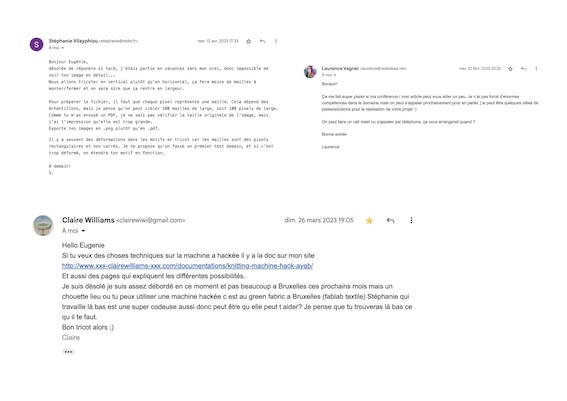 S
Stéphanie Vilayphiou <stephanie@stdin.fr>
mer. 12 avr. 2023 17:33
À moi
Bonjour Eugénie,
désolée de répondre si tard, j'étais partie en vacances sans mon ordi, donc impossible de
voir ton image en détail...
Nous allons tricoter en vertical plutôt qu'en horizontal, ça fera moins de mailles à
monter/fermer et on sera sûre que ça rentre en largeur.
Pour préparer le fichier, il faut que chaque pixel représente une maille. Cela dépend des
échantillons, mais je pense qu'on peut cibler 100 mailles de large, soit 100 pixels de large.
Comme tu m'as envoyé un PDF, je ne sais pas vérifier la taille originale de l'image, mais
j'ai l'impression qu'elle est trop grande.
Exporte tes images en .png plutôt qu'en .pdf.
Il y a souvent des déformations dans les motifs en tricot car les mailles sont des pixels
rectangulaires et non carrés. Je te propose qu'on fasse un premier test demain, et si c'est
trop déformé, on étendra ton motif en fonction.
À demain!
S.
Laurence Vagner
mer. 22 févr. 2023 20:25
À moi
Bonsoir!
Ça me fait super plaisir si ma conférence / mon article peut vous aider un peu. Je n'ai pas forcé d'énormes
compétences dans le domaine mais on peut s'appeler prochainement pour en parler, j'ai peut être quelques idées de
pistes/solutions pour la réalisation de votre projet :)
On peut faire un call meet ou s'appeler par téléphone, ça vous arrangerait quand ?
Bonne soirée
Laurence
Claire Williams <clairewiwi@gmail.com>
dim. 26 mars 2023 19:05
À moi
Hello Eugenie
Si tu veux des choses techniques sur la machine a hackée il y a la doc sur mon site
http://www.xxx-clairewilliams-xxx.com/documentations/knitting-machine-hack-ayab/
Et aussi des pages qui expliquent les différentes possibilités.
Je suis désolé je suis assez débordé en ce moment et pas beaucoup a Bruxelles ces prochains mois mais un
chouette lieu ou tu peux utiliser une machine hackée c est au green fabric a Bruxelles (fablab textile) Stéphanie qui
travaille là bas est une super codeuse aussi donc peut être qu elle peut t aider? Je pense que tu trouveras là bas ce
qu il te faut.
Bon tricot alors ;)
Claire